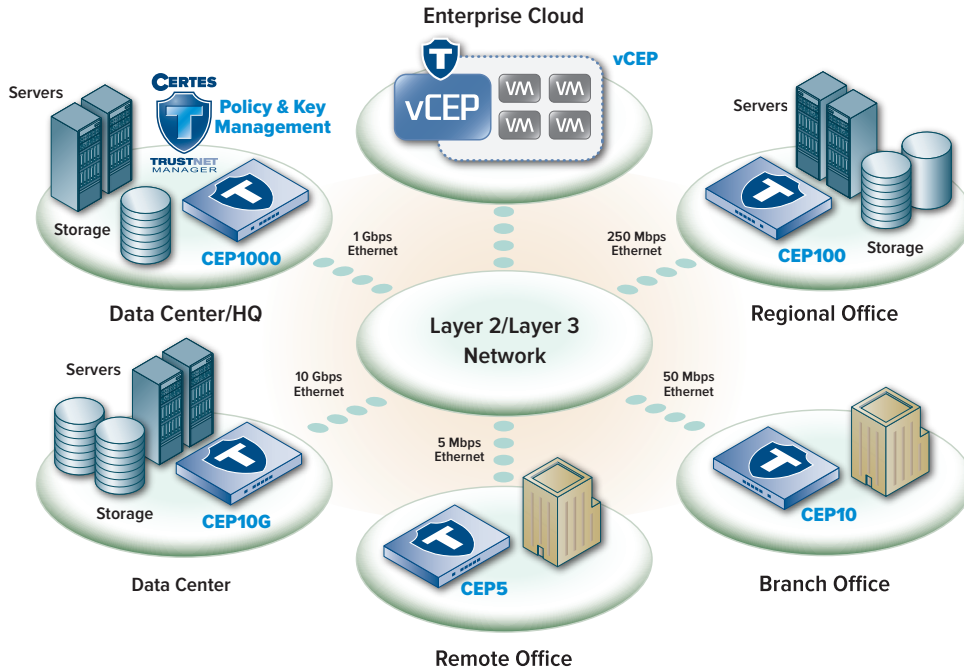 Enterprise Cloud
vCEP
T
vCEP
VM
VM
VM
VM
Servers
CERTES
T
TRUSTNET
MANAGER
Policy & Key
Management
T
Storage
CEP1000
Data Center/HQ
1 Gbps
Ethernet
250 Mbps
Ethernet
Servers
T
CEP100
Storage
Regional Office
Layer 2/Layer 3
Network
Servers
T
Storage
CEP10G
Data Center
10 Gbps
Ethernet
5 Mbps
Ethernet
50 Mbps
Ethernet
T
CEP5
Remote Office
T
CEP10
Branch Office